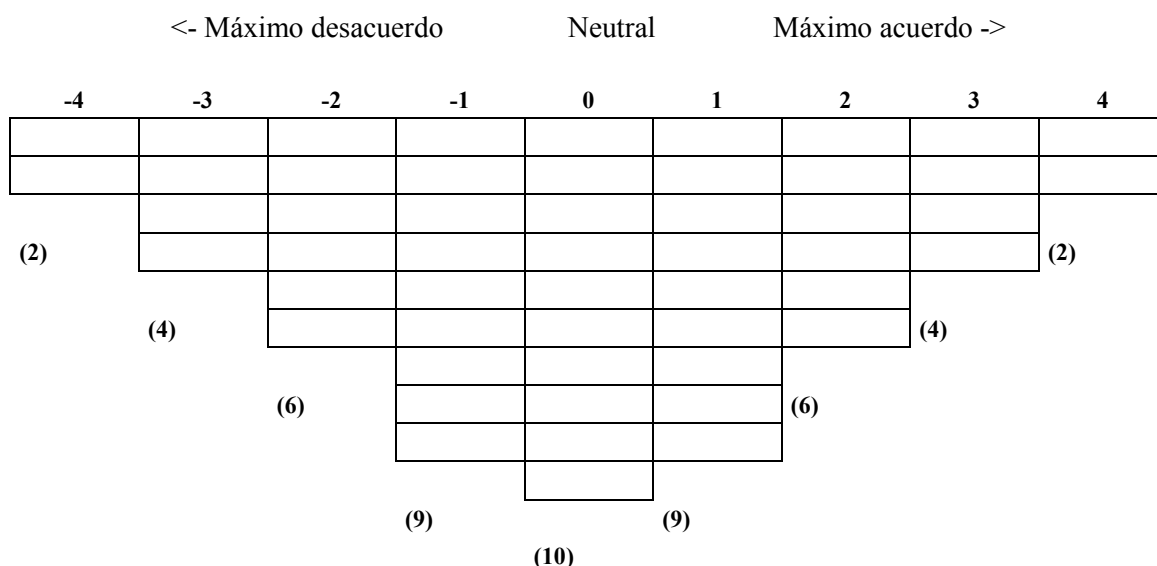 <- Máximo desacuerdo Neutral Máximo acuerdo ->
-4 -3 -2 -1 0 1 2 3 4
(2) (2)
(4) (4)
(6) (6)
(9) (9)
(10)